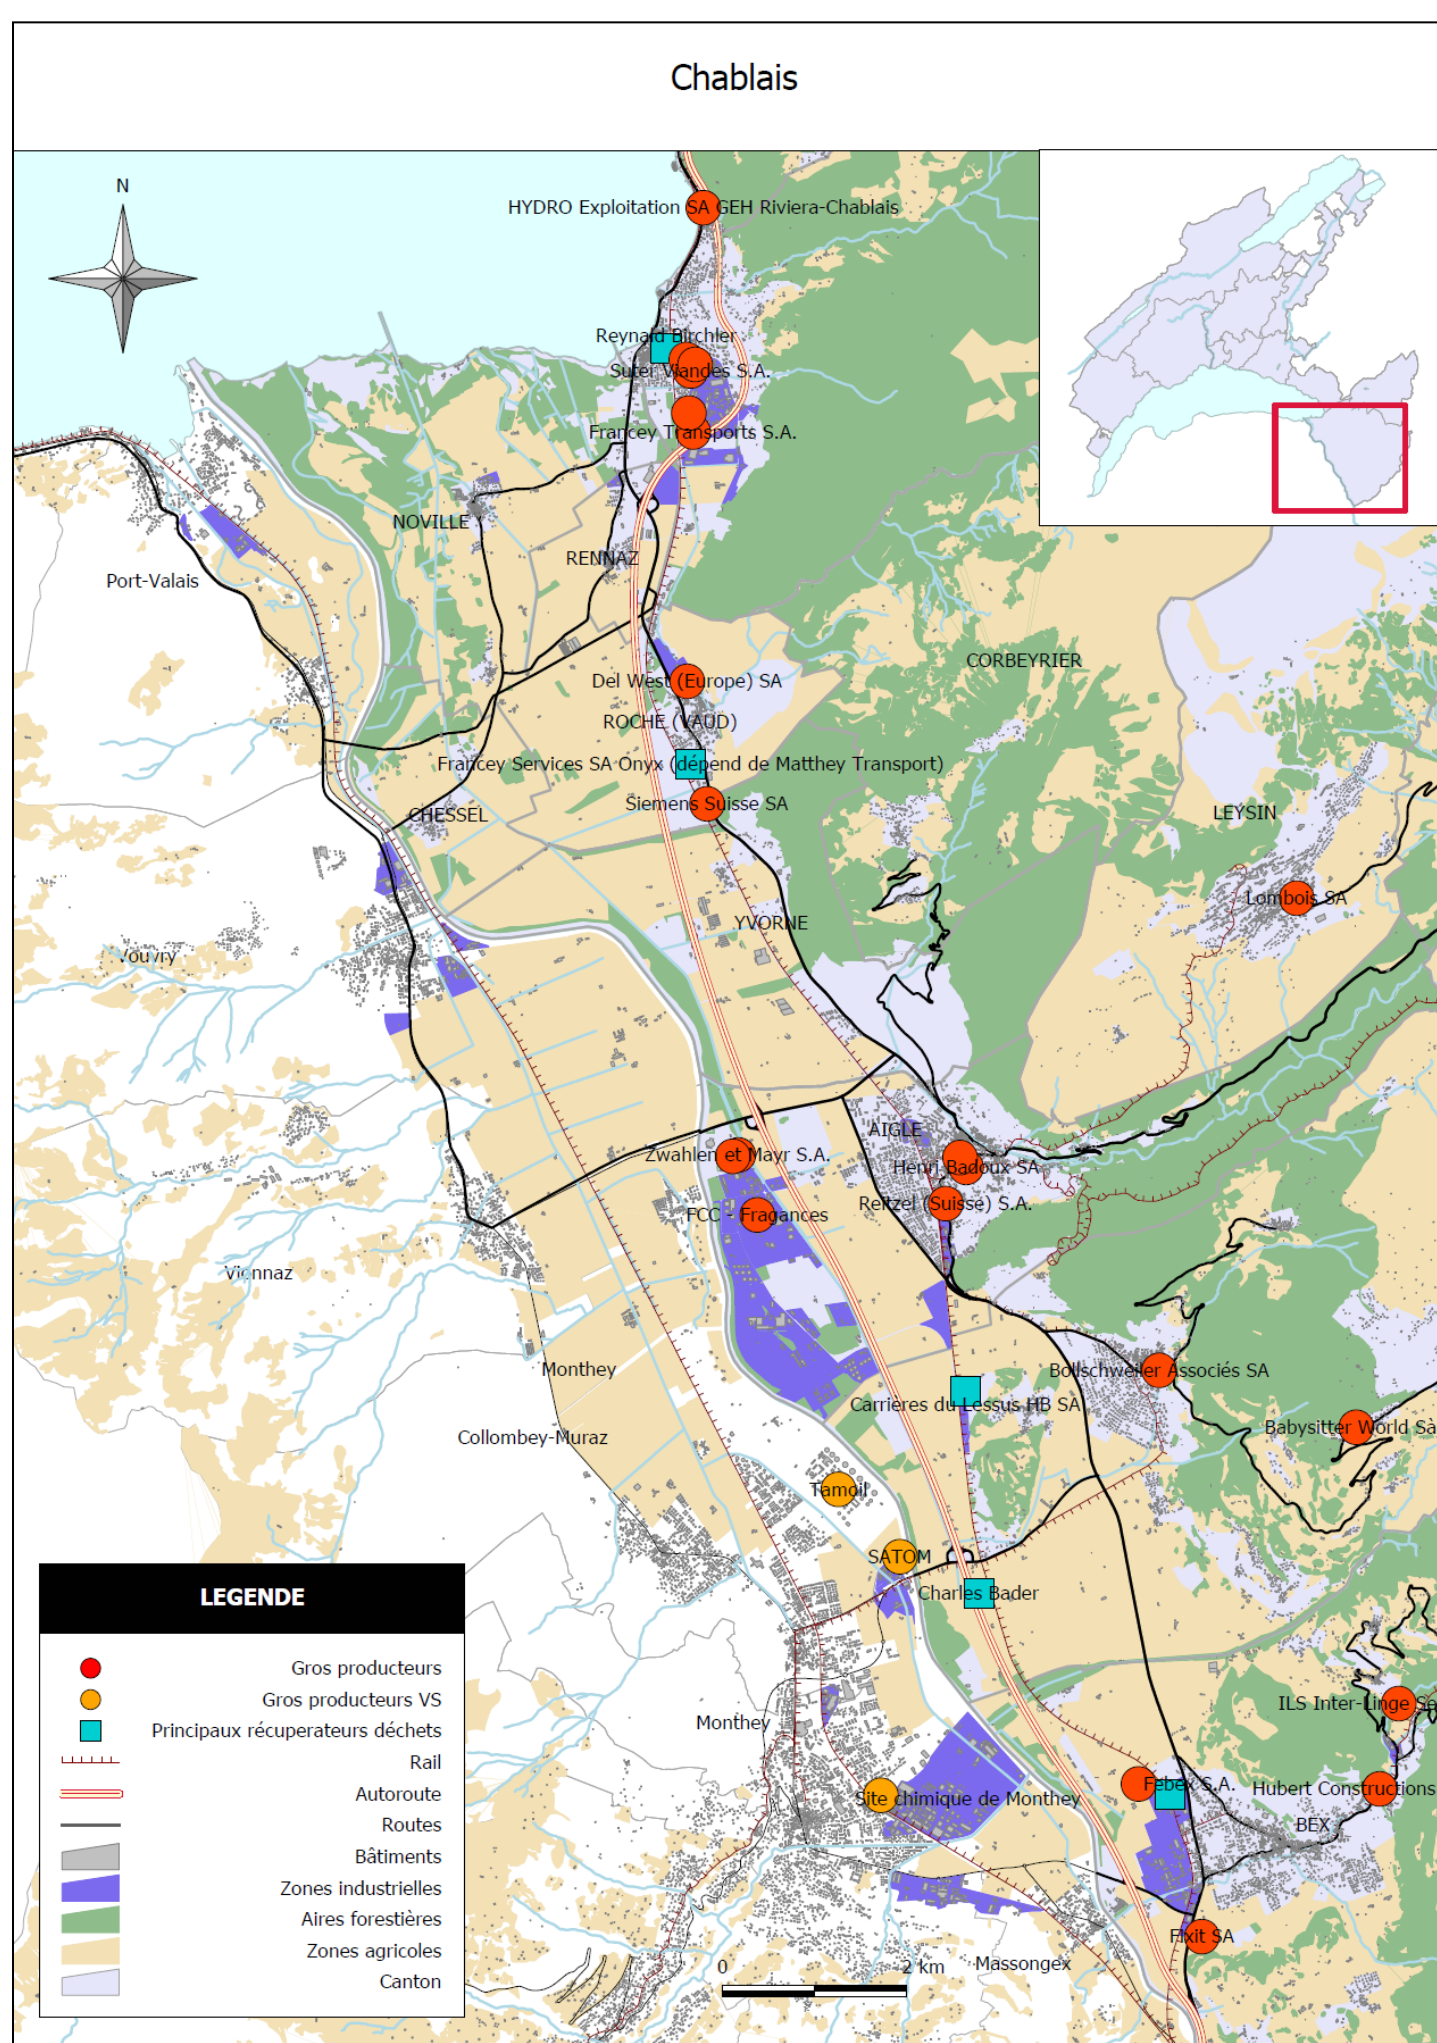 Chablais
N
HYDRO Exploitation SA GEH Riviera-Chablais
Reynald Birchler
Suter Viandes S.A.
Francey Transports S.A.
NOVILLE
RENNAZ
Port-Valais
CORBEYRIER
Del West (Europe) SA
ROCHE (VAUD)
Francey Services SA Onyx (dépend de Matthey Transport)
Siemens Suisse SA
CHESSEL
LEYSIN
Lombois SA
YVORNE
Vouvry
AIGLE
Zwahlen et Mayr S.A.
Henri Badoux SA
Reitzel (Suisse) S.A.
FCC - Fragances
Vionnaz
Monthey
Bollschweiler Associés SA
Carrières du Lessus HB SA
Babysitter World Sà
Collombey-Muraz
Tamoil
SATOM
Charles Bader
LEGENDE
Gros producteurs
Gros producteurs VS
Principaux récuperateurs déchets
Rail
Autoroute
Routes
Bâtiments
Zones industrielles
Aires forestières
Zones agricoles
Canton
ILS Inter-Linge Se
Monthey
Febex S.A.
Hubert Constructions
Site chimique de Monthey
BEX
Fixit SA
0 2 km
Massongex